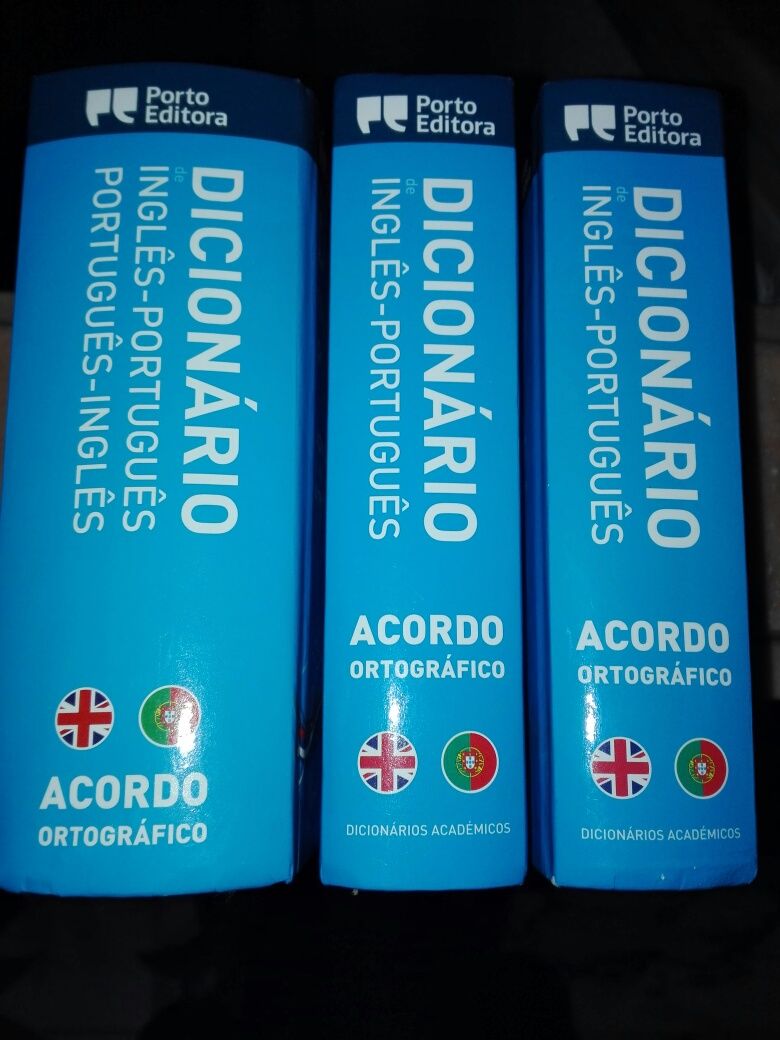 Porto
Editora
DICIONÁRIO
de
INGLÊS-PORTUGUÊS
PORTUGUÊS-INGLÊS
ACORDO
ORTOGRÁFICO
Porto
Editora
DICIONÁRIO
de
INGLÊS-PORTUGUÊS
ACORDO
ORTOGRÁFICO
DICIONÁRIOS ACADÉMICOS
Porto
Editora
DICIONÁRIO
de
INGLÊS-PORTUGUÊS
ACORDO
ORTOGRÁFICO
DICIONÁRIOS ACADÉMICOS